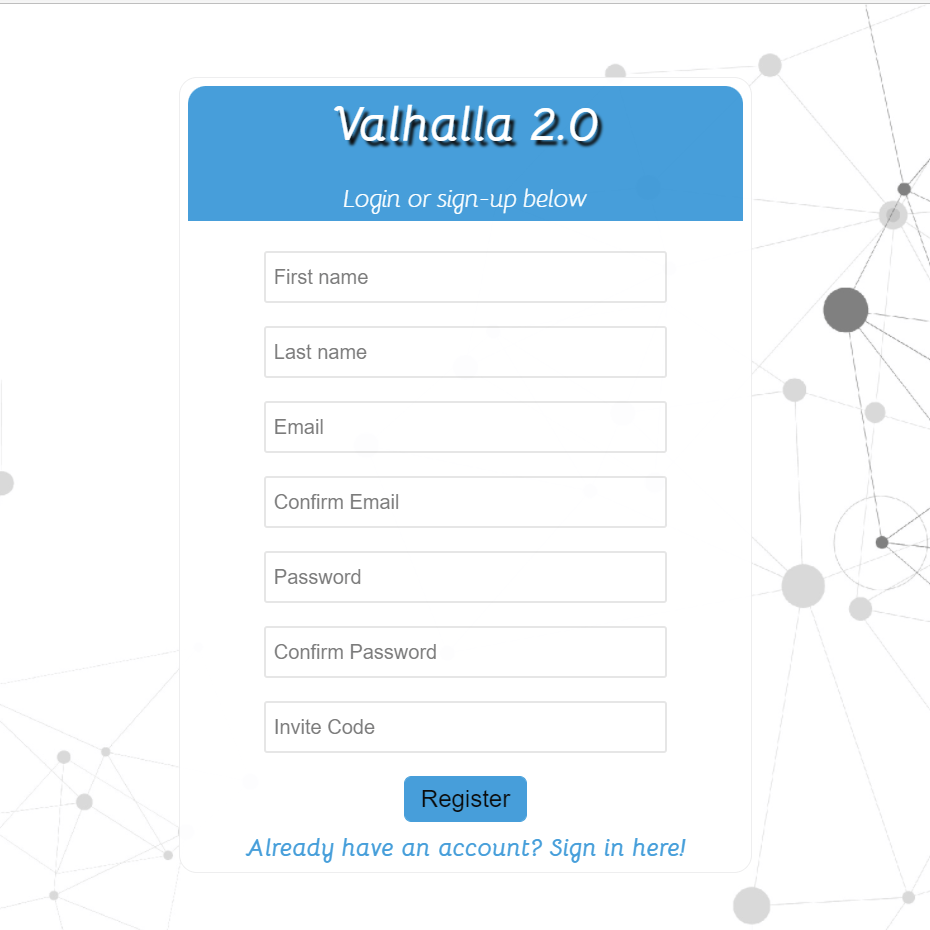 Valhalla 2.0
Login or sign-up below
First name
Last name
Email
Confirm Email
Password
Confirm Password
Invite Code
Register
Already have an account? Sign in here!